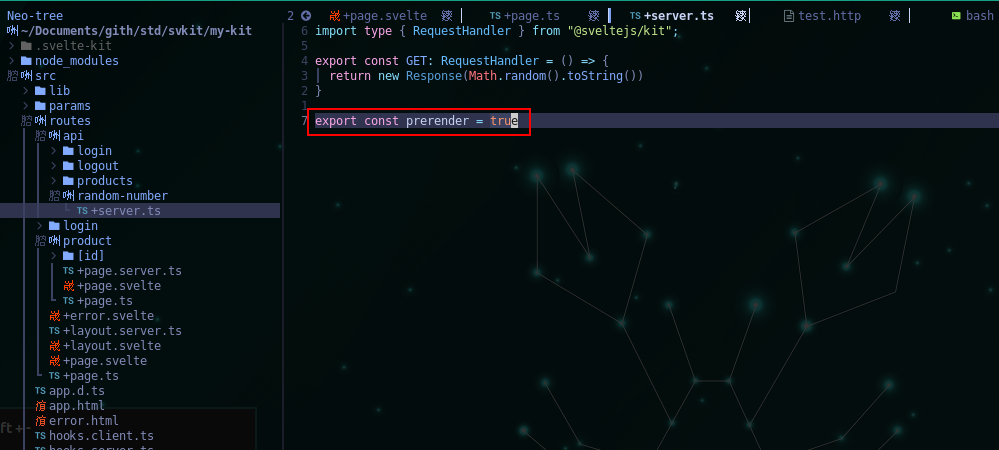 Neo-tree
~/Documents/gith/std/svkit/my-kit
.svelte-kit
node_modules
src
lib
params
routes
api
login
logout
products
random-number
TS +server.ts
login
product
[id]
TS +page.server.ts
+page.svelte
TS +page.ts
+error.svelte
TS +layout.server.ts
+layout.svelte
+page.svelte
TS +page.ts
TS app.d.ts
app.html
error.html
TS hooks.client.ts
TS hooks.server.ts
ft + -
2 +page.svelte TS +page.ts TS +server.ts test.http bash
6 import type { RequestHandler } from "@sveltejs/kit";
5
4 export const GET: RequestHandler = () => {
3 return new Response(Math.random().toString())
2 }
1
7 export const prerender = true